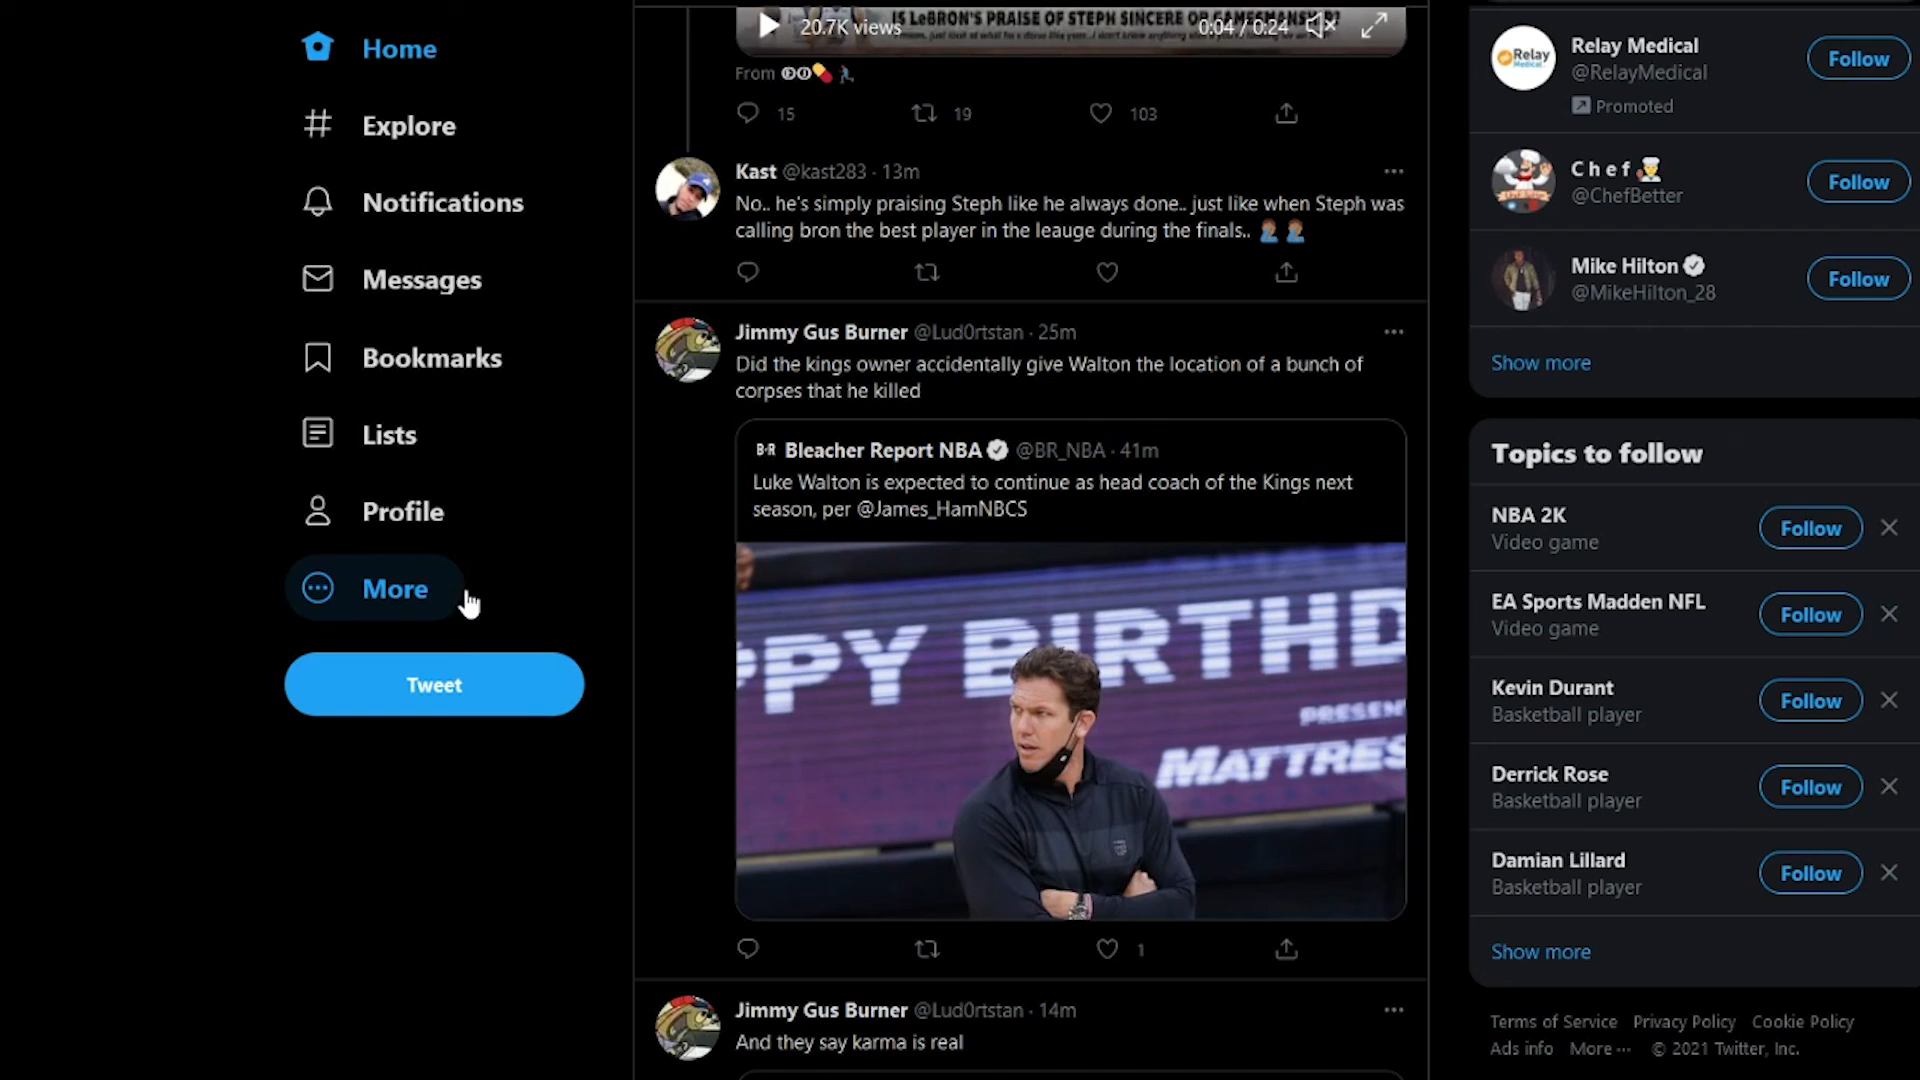 Home
Explore
Notifications
Messages
Bookmarks
Lists
Profile
More
Tweet
IS LeBRON'S PRAISE OF STEPH SINCERE OR GAMESMANSHIP?
20.7K views
0:04 / 0:24
From
15
19
103
Kast @kast283 · 13m
No.. he's simply praising Steph like he always done.. just like when Steph was
calling bron the best player in the leauge during the finals..
Jimmy Gus Burner @Lud0rtstan · 25m
Did the kings owner accidentally give Walton the location of a bunch of
corpses that he killed
B·R Bleacher Report NBA @BR_NBA · 41m
Luke Walton is expected to continue as head coach of the Kings next
season, per @James_HamNBCS
PPY BIRTHD
PRESEN
MATTRES
1
Jimmy Gus Burner @Lud0rtstan · 14m
And they say karma is real
Relay Medical
Relay Medical
@RelayMedical
Promoted
Follow
C h e f
@ChefBetter
Follow
Mike Hilton
@MikeHilton_28
Follow
Show more
Topics to follow
NBA 2K
Video game
Follow
EA Sports Madden NFL
Video game
Follow
Kevin Durant
Basketball player
Follow
Derrick Rose
Basketball player
Follow
Damian Lillard
Basketball player
Follow
Show more
Terms of Service Privacy Policy Cookie Policy
Ads info More ··· © 2021 Twitter, Inc.